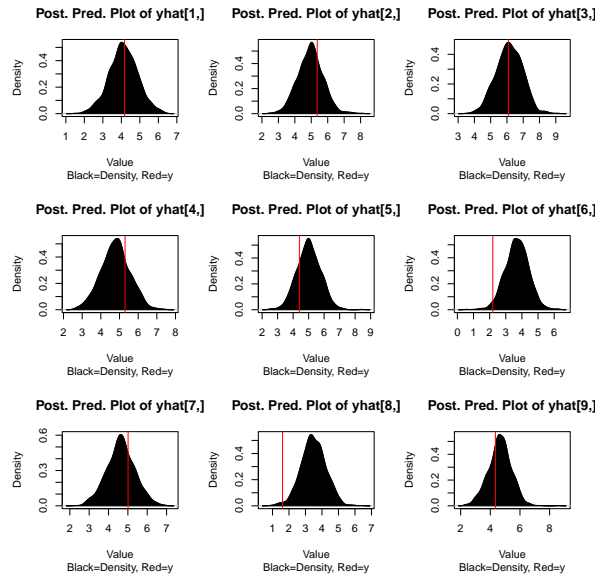 Post. Pred. Plot of yhat[1,]
Density
0.0 0.2 0.4
1 2 3 4 5 6 7
Value
Black=Density, Red=y
Post. Pred. Plot of yhat[2,]
Density
0.0 0.2 0.4
2 3 4 5 6 7 8
Value
Black=Density, Red=y
Post. Pred. Plot of yhat[3,]
Density
0.0 0.2 0.4
3 4 5 6 7 8 9
Value
Black=Density, Red=y
Post. Pred. Plot of yhat[4,]
Density
0.0 0.2 0.4
2 3 4 5 6 7 8
Value
Black=Density, Red=y
Post. Pred. Plot of yhat[5,]
Density
0.0 0.2 0.4
2 3 4 5 6 7 8 9
Value
Black=Density, Red=y
Post. Pred. Plot of yhat[6,]
Density
0.0 0.2 0.4
0 1 2 3 4 5 6
Value
Black=Density, Red=y
Post. Pred. Plot of yhat[7,]
Density
0.0 0.3 0.6
2 3 4 5 6 7
Value
Black=Density, Red=y
Post. Pred. Plot of yhat[8,]
Density
0.0 0.2 0.4
1 2 3 4 5 6 7
Value
Black=Density, Red=y
Post. Pred. Plot of yhat[9,]
Density
0.0 0.2 0.4
2 4 6 8
Value
Black=Density, Red=y